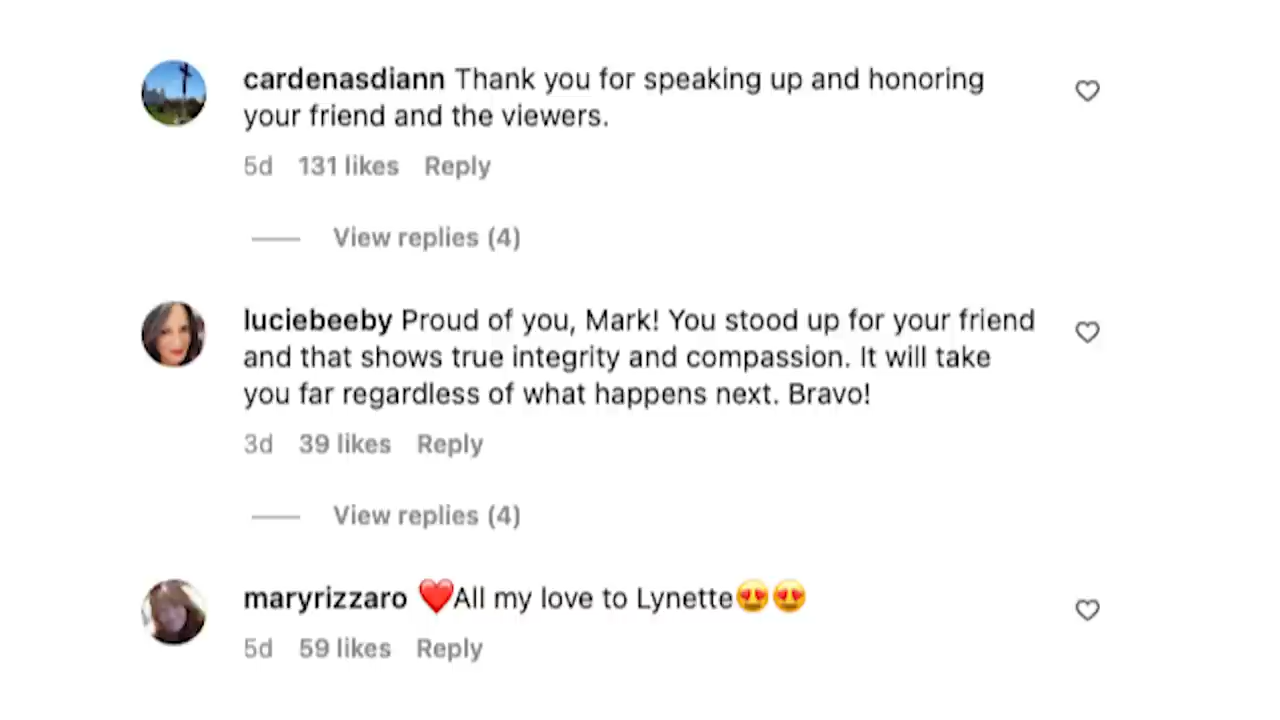 cardenasdiann Thank you for speaking up and honoring
your friend and the viewers.
5d 131 likes Reply
View replies (4)
luciebeeby Proud of you, Mark! You stood up for your friend
and that shows true integrity and compassion. It will take
you far regardless of what happens next. Bravo!
3d 39 likes Reply
View replies (4)
maryrizzaro ❤️All my love to Lynette😍😍
5d 59 likes Reply